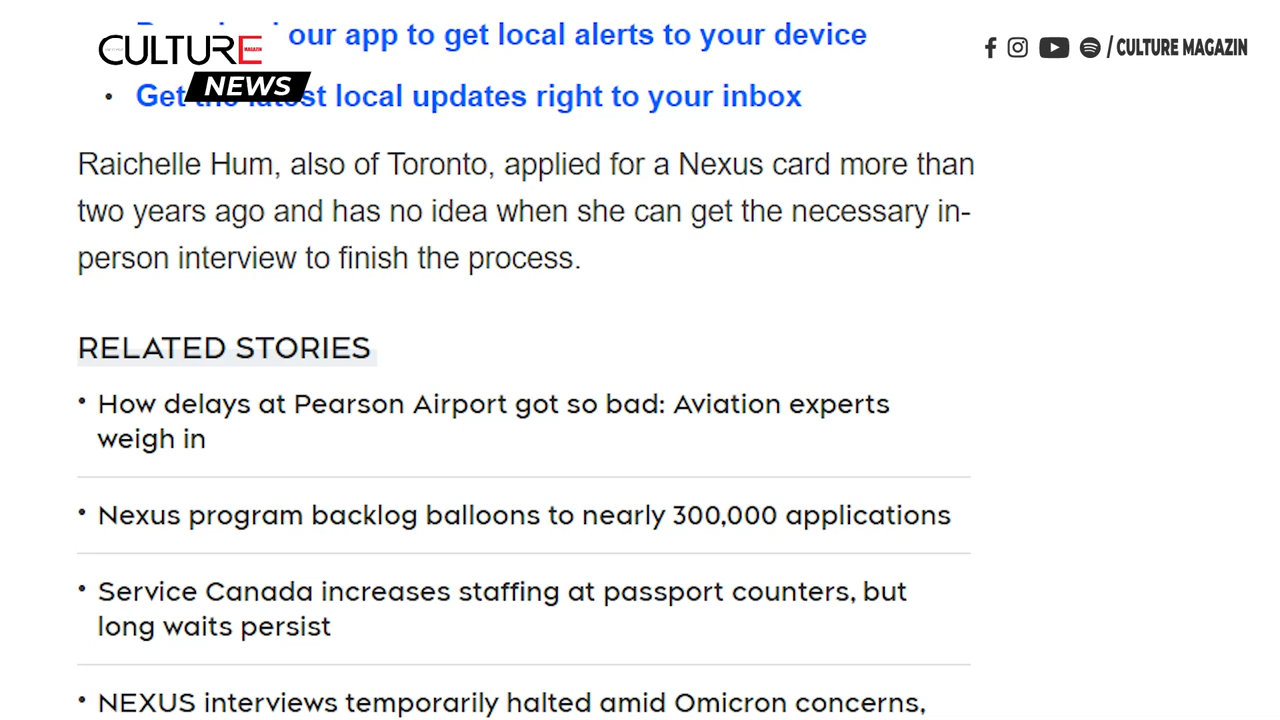 our app to get local alerts to your device
CULTURE MAGAZIN
NEWS
/ CULTURE MAGAZIN
• Get the latest local updates right to your inbox
Raichelle Hum, also of Toronto, applied for a Nexus card more than
two years ago and has no idea when she can get the necessary in-
person interview to finish the process.
RELATED STORIES
• How delays at Pearson Airport got so bad: Aviation experts
weigh in
• Nexus program backlog balloons to nearly 300,000 applications
• Service Canada increases staffing at passport counters, but
long waits persist
• NEXUS interviews temporarily halted amid Omicron concerns,